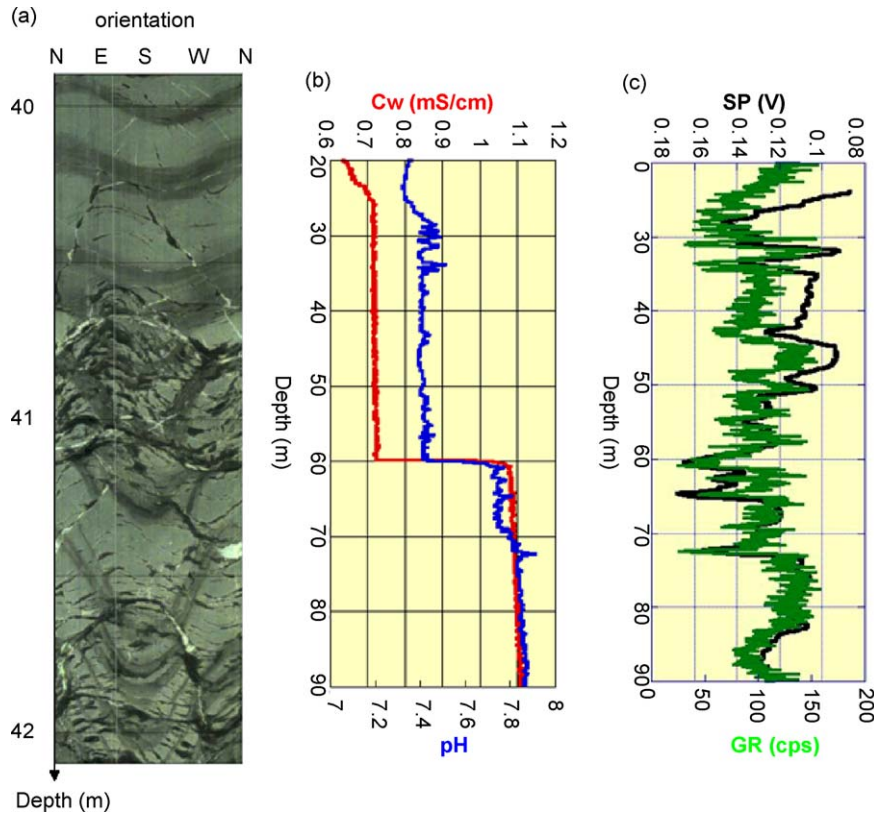 (a)
orientation
N E S W N
40
41
42
Depth (m)
(b)
Cw (mS/cm)
0.6 0.7 0.8 0.9 1 1.1 1.2
20
30
40
50
60
70
80
90
Depth (m)
7 7.2 7.4 7.6 7.8 8
pH
(c)
SP (V)
0.18 0.16 0.14 0.12 0.1 0.08
0
30
40
50
60
70
80
90
Depth (m)
0 50 100 150 200
GR (cps)